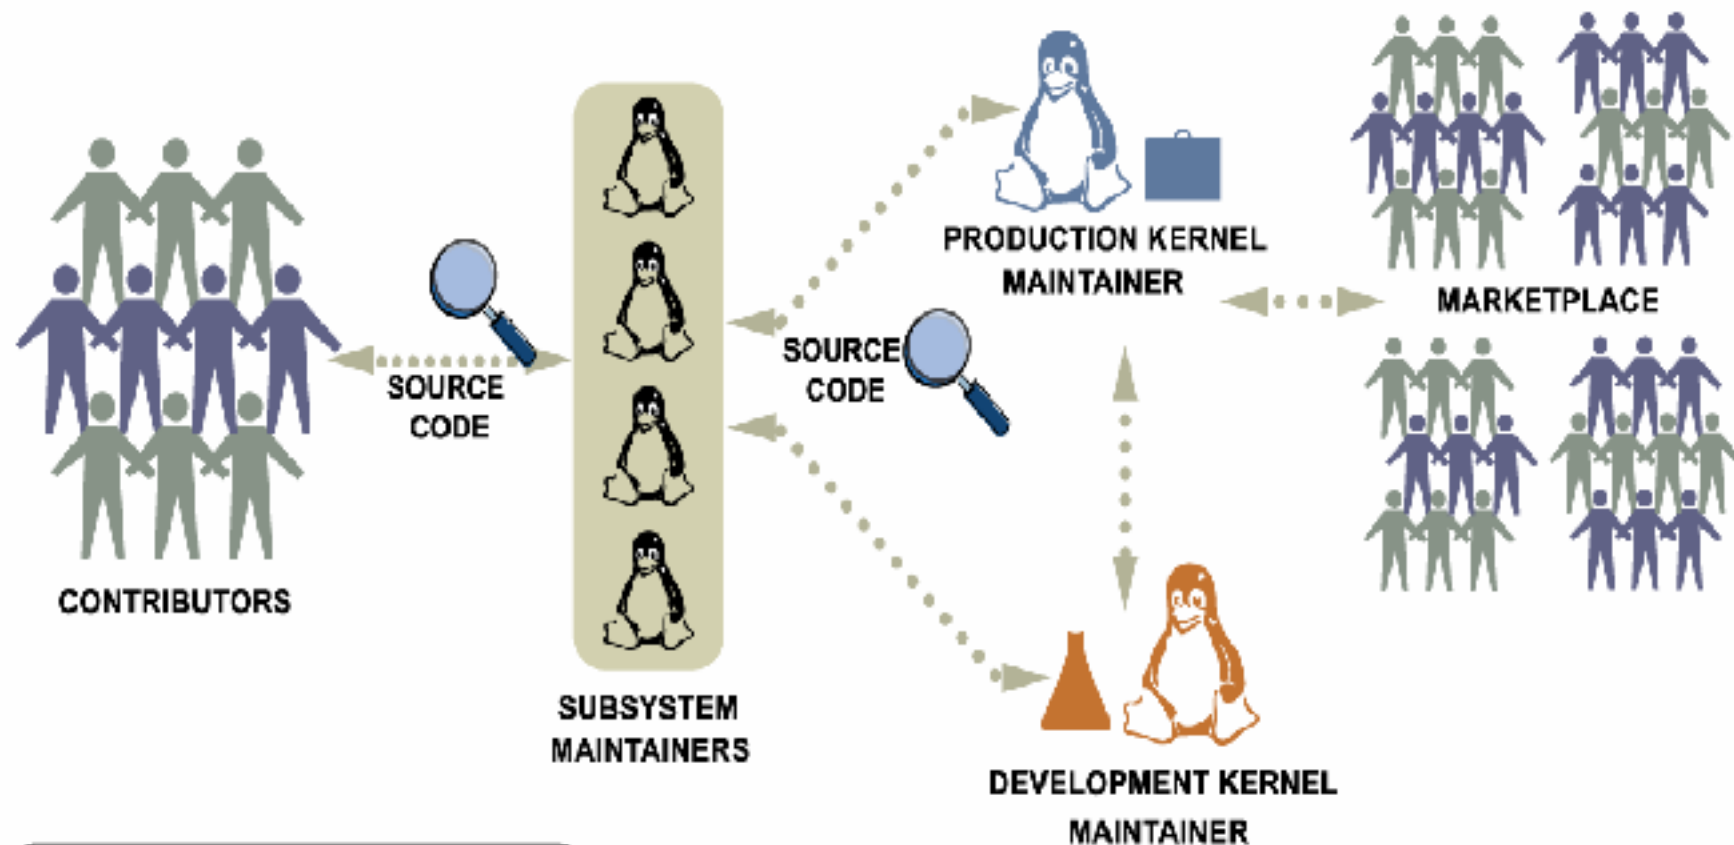 CONTRIBUTORS
SOURCE
CODE
SUBSYSTEM
MAINTAINERS
SOURCE
CODE
PRODUCTION KERNEL
MAINTAINER
DEVELOPMENT KERNEL
MAINTAINER
MARKETPLACE